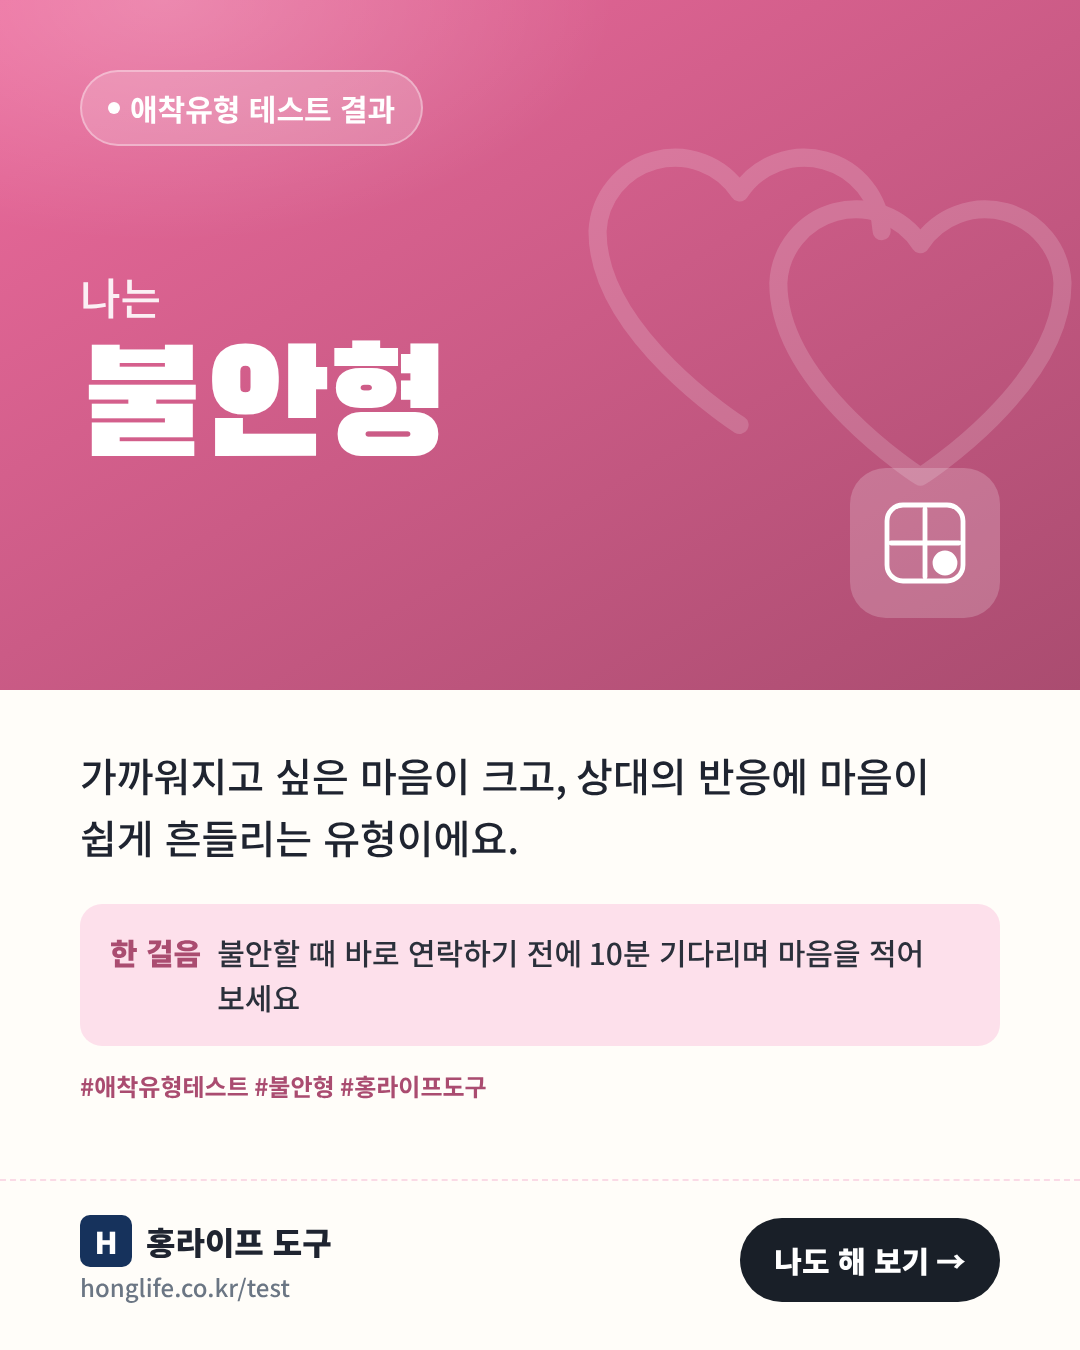 애착유형 테스트 결과
나는
불안형
가까워지고 싶은 마음이 크고, 상대의 반응에 마음이
쉽게 흔들리는 유형이에요.
한 걸음 불안할 때 바로 연락하기 전에 10분 기다리며 마음을 적어
보세요
#애착유형테스트 #불안형 #홍라이프도구
H 홍라이프 도구
honglife.co.kr/test
나도 해 보기 →